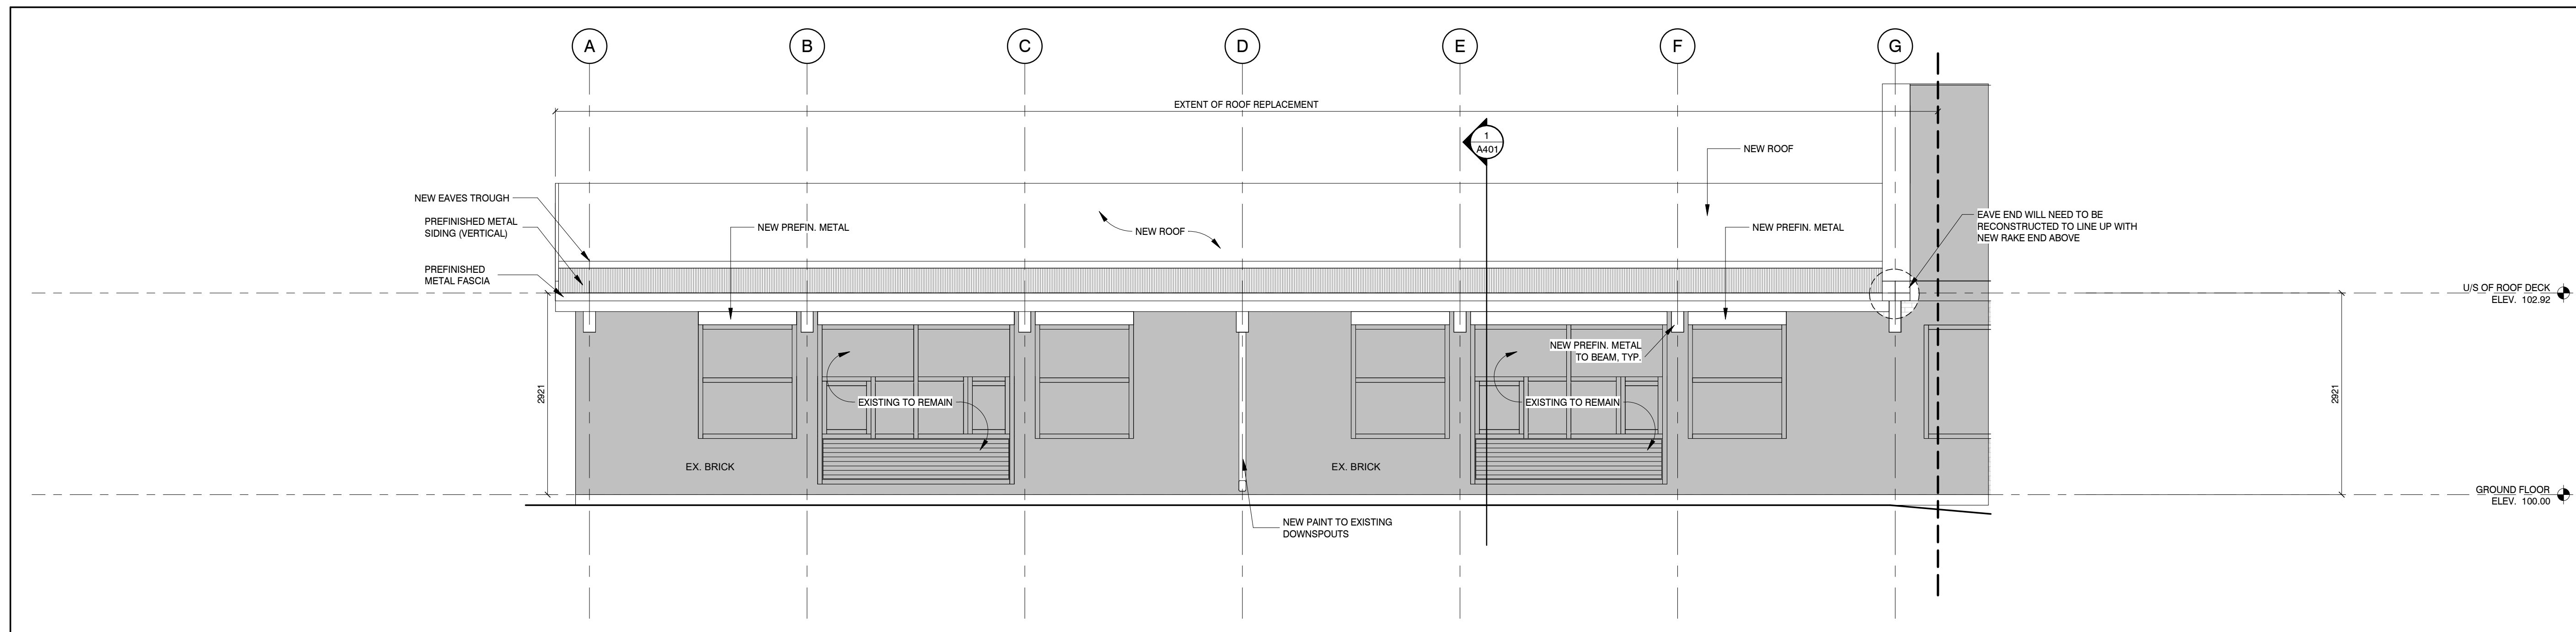 A
B
C
D
E
F
G
EXTENT OF ROOF REPLACEMENT
1
A401
NEW ROOF
NEW EAVES TROUGH
PREFINISHED METAL
SIDING (VERTICAL)
NEW PREFIN. METAL
NEW ROOF
NEW PREFIN. METAL
EAVE END WILL NEED TO BE
RECONSTRUCTED TO LINE UP WITH
NEW RAKE END ABOVE
PREFINISHED
METAL FASCIA
U/S OF ROOF DECK
ELEV. 102.92
NEW PREFIN. METAL
TO BEAM, TYP.
2921
EXISTING TO REMAIN
EXISTING TO REMAIN
2921
EX. BRICK
EX. BRICK
GROUND FLOOR
ELEV. 100.00
NEW PAINT TO EXISTING
DOWNSPOUTS